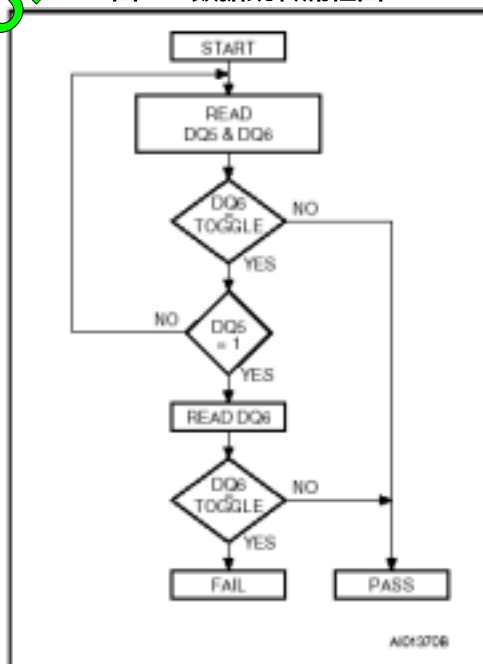 START
READ
DQ5 & DQ6
DQ6
=
TOGGLE
NO
YES
NO
DQ5
= 1
YES
READ DQ6
DQ6
=
TOGGLE
NO
YES
FAIL
PASS
AI01370B